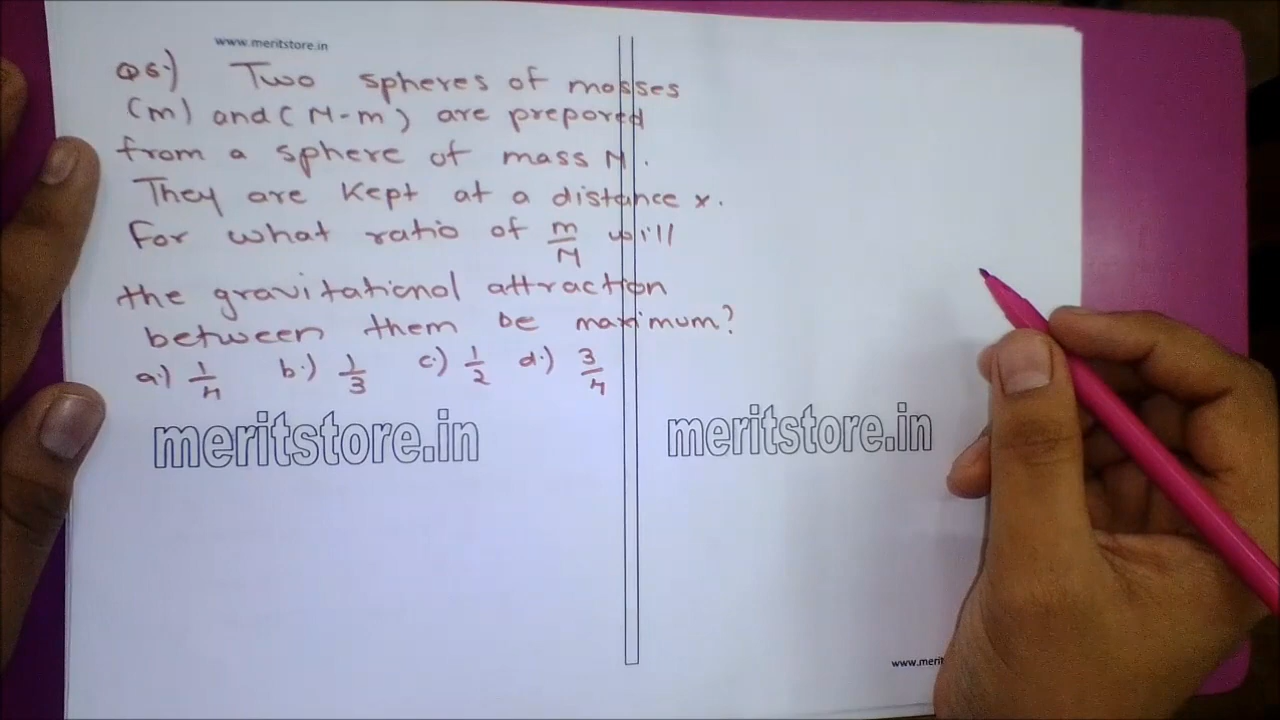 www.meritstore.in
Q6.) Two spheres of masses
(m) and (M-m) are prepared
from a sphere of mass M.
They are kept at a distance x.
For what ratio of m/M will
the gravitational attraction
between them be maximum?
a.) 1/4 b.) 1/3 c.) 1/2 d.) 3/4
meritstore.in meritstore.in
www.merit